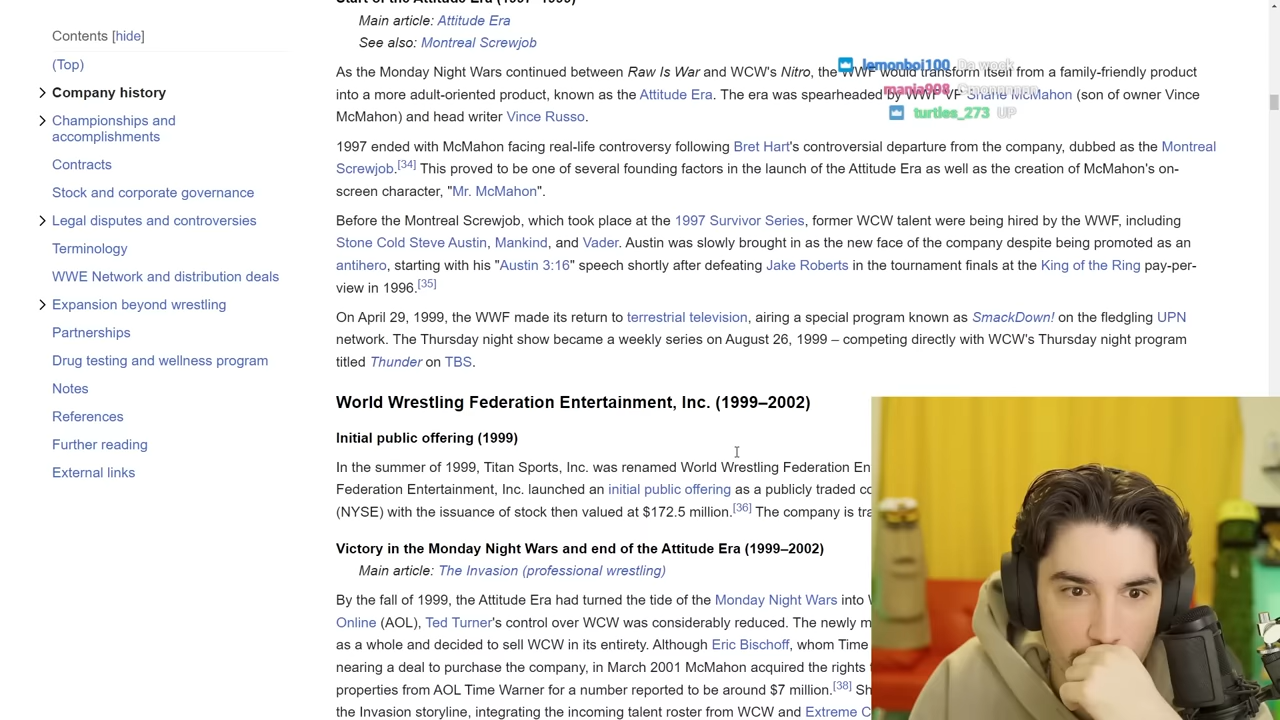 Start of the Attitude Era (1997–1999)
Main article: Attitude Era
See also: Montreal Screwjob
Contents [hide]
(Top)
Company history
Championships and
accomplishments
Contracts
Stock and corporate governance
Legal disputes and controversies
Terminology
WWE Network and distribution deals
Expansion beyond wrestling
Partnerships
Drug testing and wellness program
Notes
References
Further reading
External links
lemonboi100 Da wock
mania998
turtles_273 UP
As the Monday Night Wars continued between Raw Is War and WCW's Nitro, the WWF would transform itself from a family-friendly product
into a more adult-oriented product, known as the Attitude Era. The era was spearheaded by WWF VP Shane McMahon (son of owner Vince
McMahon) and head writer Vince Russo.
1997 ended with McMahon facing real-life controversy following Bret Hart's controversial departure from the company, dubbed as the Montreal
Screwjob.[34] This proved to be one of several founding factors in the launch of the Attitude Era as well as the creation of McMahon's on-
screen character, "Mr. McMahon".
Before the Montreal Screwjob, which took place at the 1997 Survivor Series, former WCW talent were being hired by the WWF, including
Stone Cold Steve Austin, Mankind, and Vader. Austin was slowly brought in as the new face of the company despite being promoted as an
antihero, starting with his "Austin 3:16" speech shortly after defeating Jake Roberts in the tournament finals at the King of the Ring pay-per-
view in 1996.[35]
On April 29, 1999, the WWF made its return to terrestrial television, airing a special program known as SmackDown! on the fledgling UPN
network. The Thursday night show became a weekly series on August 26, 1999 – competing directly with WCW's Thursday night program
titled Thunder on TBS.
World Wrestling Federation Entertainment, Inc. (1999–2002)
Initial public offering (1999)
In the summer of 1999, Titan Sports, Inc. was renamed World Wrestling Federation En
Federation Entertainment, Inc. launched an initial public offering as a publicly traded co
(NYSE) with the issuance of stock then valued at $172.5 million.[36] The company is tra
Victory in the Monday Night Wars and end of the Attitude Era (1999–2002)
Main article: The Invasion (professional wrestling)
By the fall of 1999, the Attitude Era had turned the tide of the Monday Night Wars into
Online (AOL), Ted Turner's control over WCW was considerably reduced. The newly m
as a whole and decided to sell WCW in its entirety. Although Eric Bischoff, whom Time
nearing a deal to purchase the company, in March 2001 McMahon acquired the rights
properties from AOL Time Warner for a number reported to be around $7 million.[38] Sh
the Invasion storyline, integrating the incoming talent roster from WCW and Extreme C